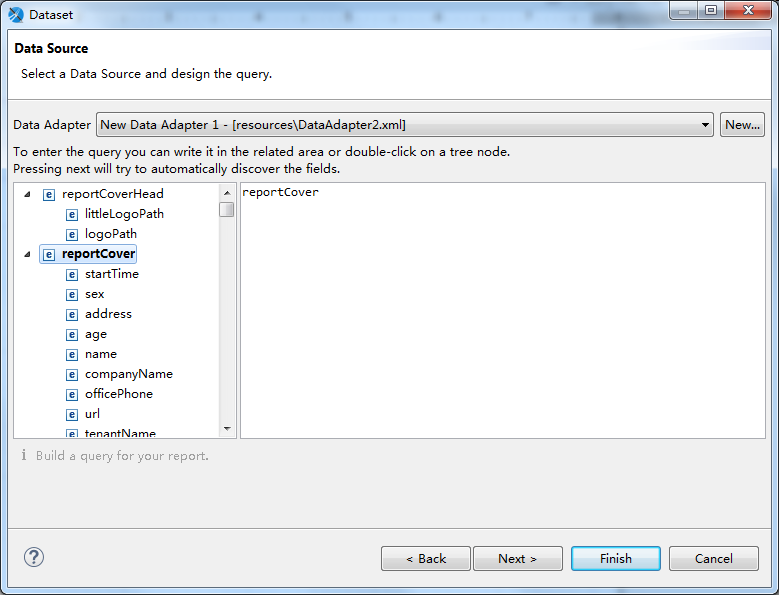 Dataset
Data Source
Select a Data Source and design the query.
Data Adapter New Data Adapter 1 - [resources\DataAdapter2.xml] New...
To enter the query you can write it in the related area or double-click on a tree node.
Pressing next will try to automatically discover the fields.
reportCoverHead
littleLogoPath
logoPath
reportCover
startTime
sex
address
age
name
companyName
officePhone
url
tenantName
reportCover
Build a query for your report.
< Back Next > Finish Cancel